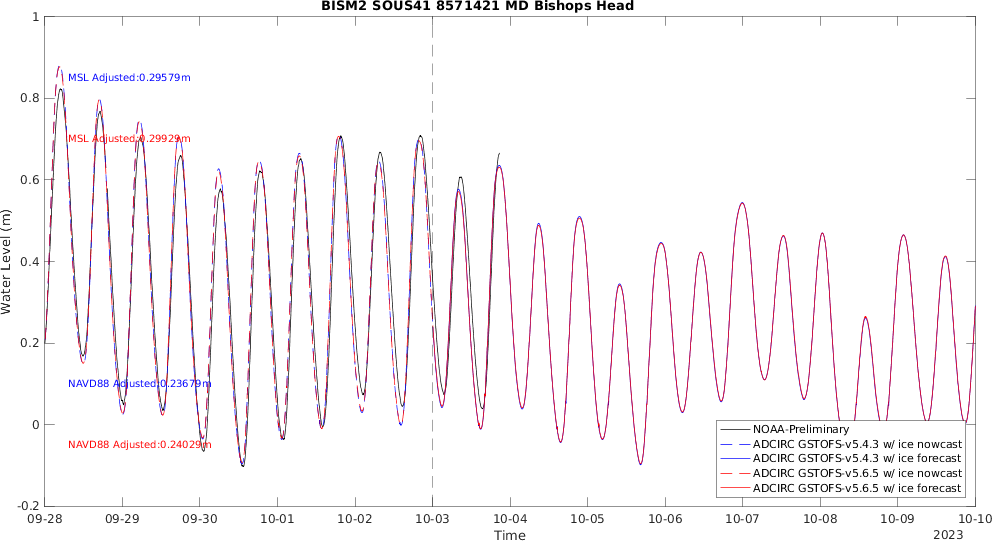 BISM2 SOUS41 8571421 MD Bishops Head
1
0.8
0.6
0.4
0.2
0
-0.2
Water Level (m)
MSL Adjusted:0.29579m
MSL Adjusted:0.29929m
NAVD88 Adjusted:0.23679m
NAVD88 Adjusted:0.24029m
NOAA-Preliminary
ADCIRC GSTOFS-v5.4.3 w/ ice nowcast
ADCIRC GSTOFS-v5.4.3 w/ ice forecast
ADCIRC GSTOFS-v5.6.5 w/ ice nowcast
ADCIRC GSTOFS-v5.6.5 w/ ice forecast
09-28 09-29 09-30 10-01 10-02 10-03 10-04 10-05 10-06 10-07 10-08 10-09 10-10
Time
2023